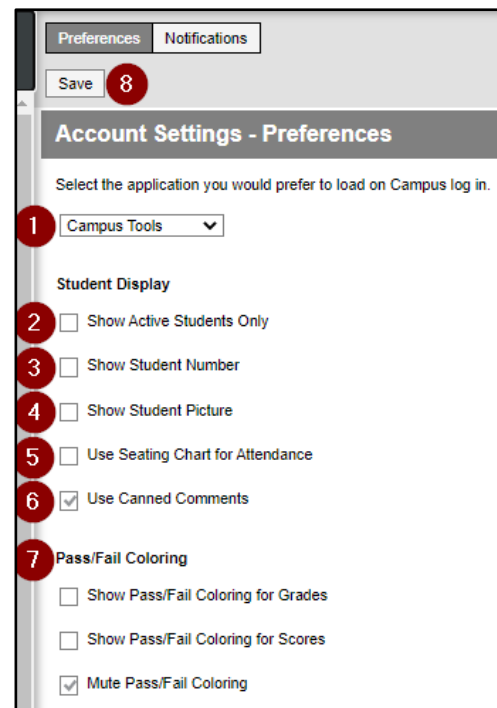 Preferences Notifications
Save 8
Account Settings - Preferences
Select the application you would prefer to load on Campus log in.
1 Campus Tools
Student Display
2 Show Active Students Only
3 Show Student Number
4 Show Student Picture
5 Use Seating Chart for Attendance
6 Use Canned Comments
7 Pass/Fail Coloring
Show Pass/Fail Coloring for Grades
Show Pass/Fail Coloring for Scores
Mute Pass/Fail Coloring